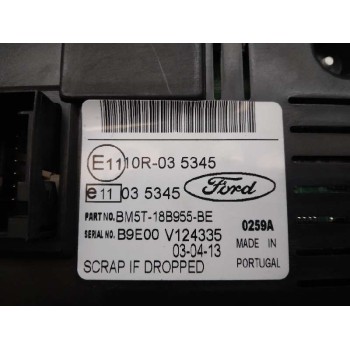 E11 10R-03 5345
e11 03 5345 Ford
PART NO. BM5T-18B955-BE 0259A
SERIAL NO. B9E00 V124335 MADE IN
03-04-13 PORTUGAL
SCRAP IF DROPPED